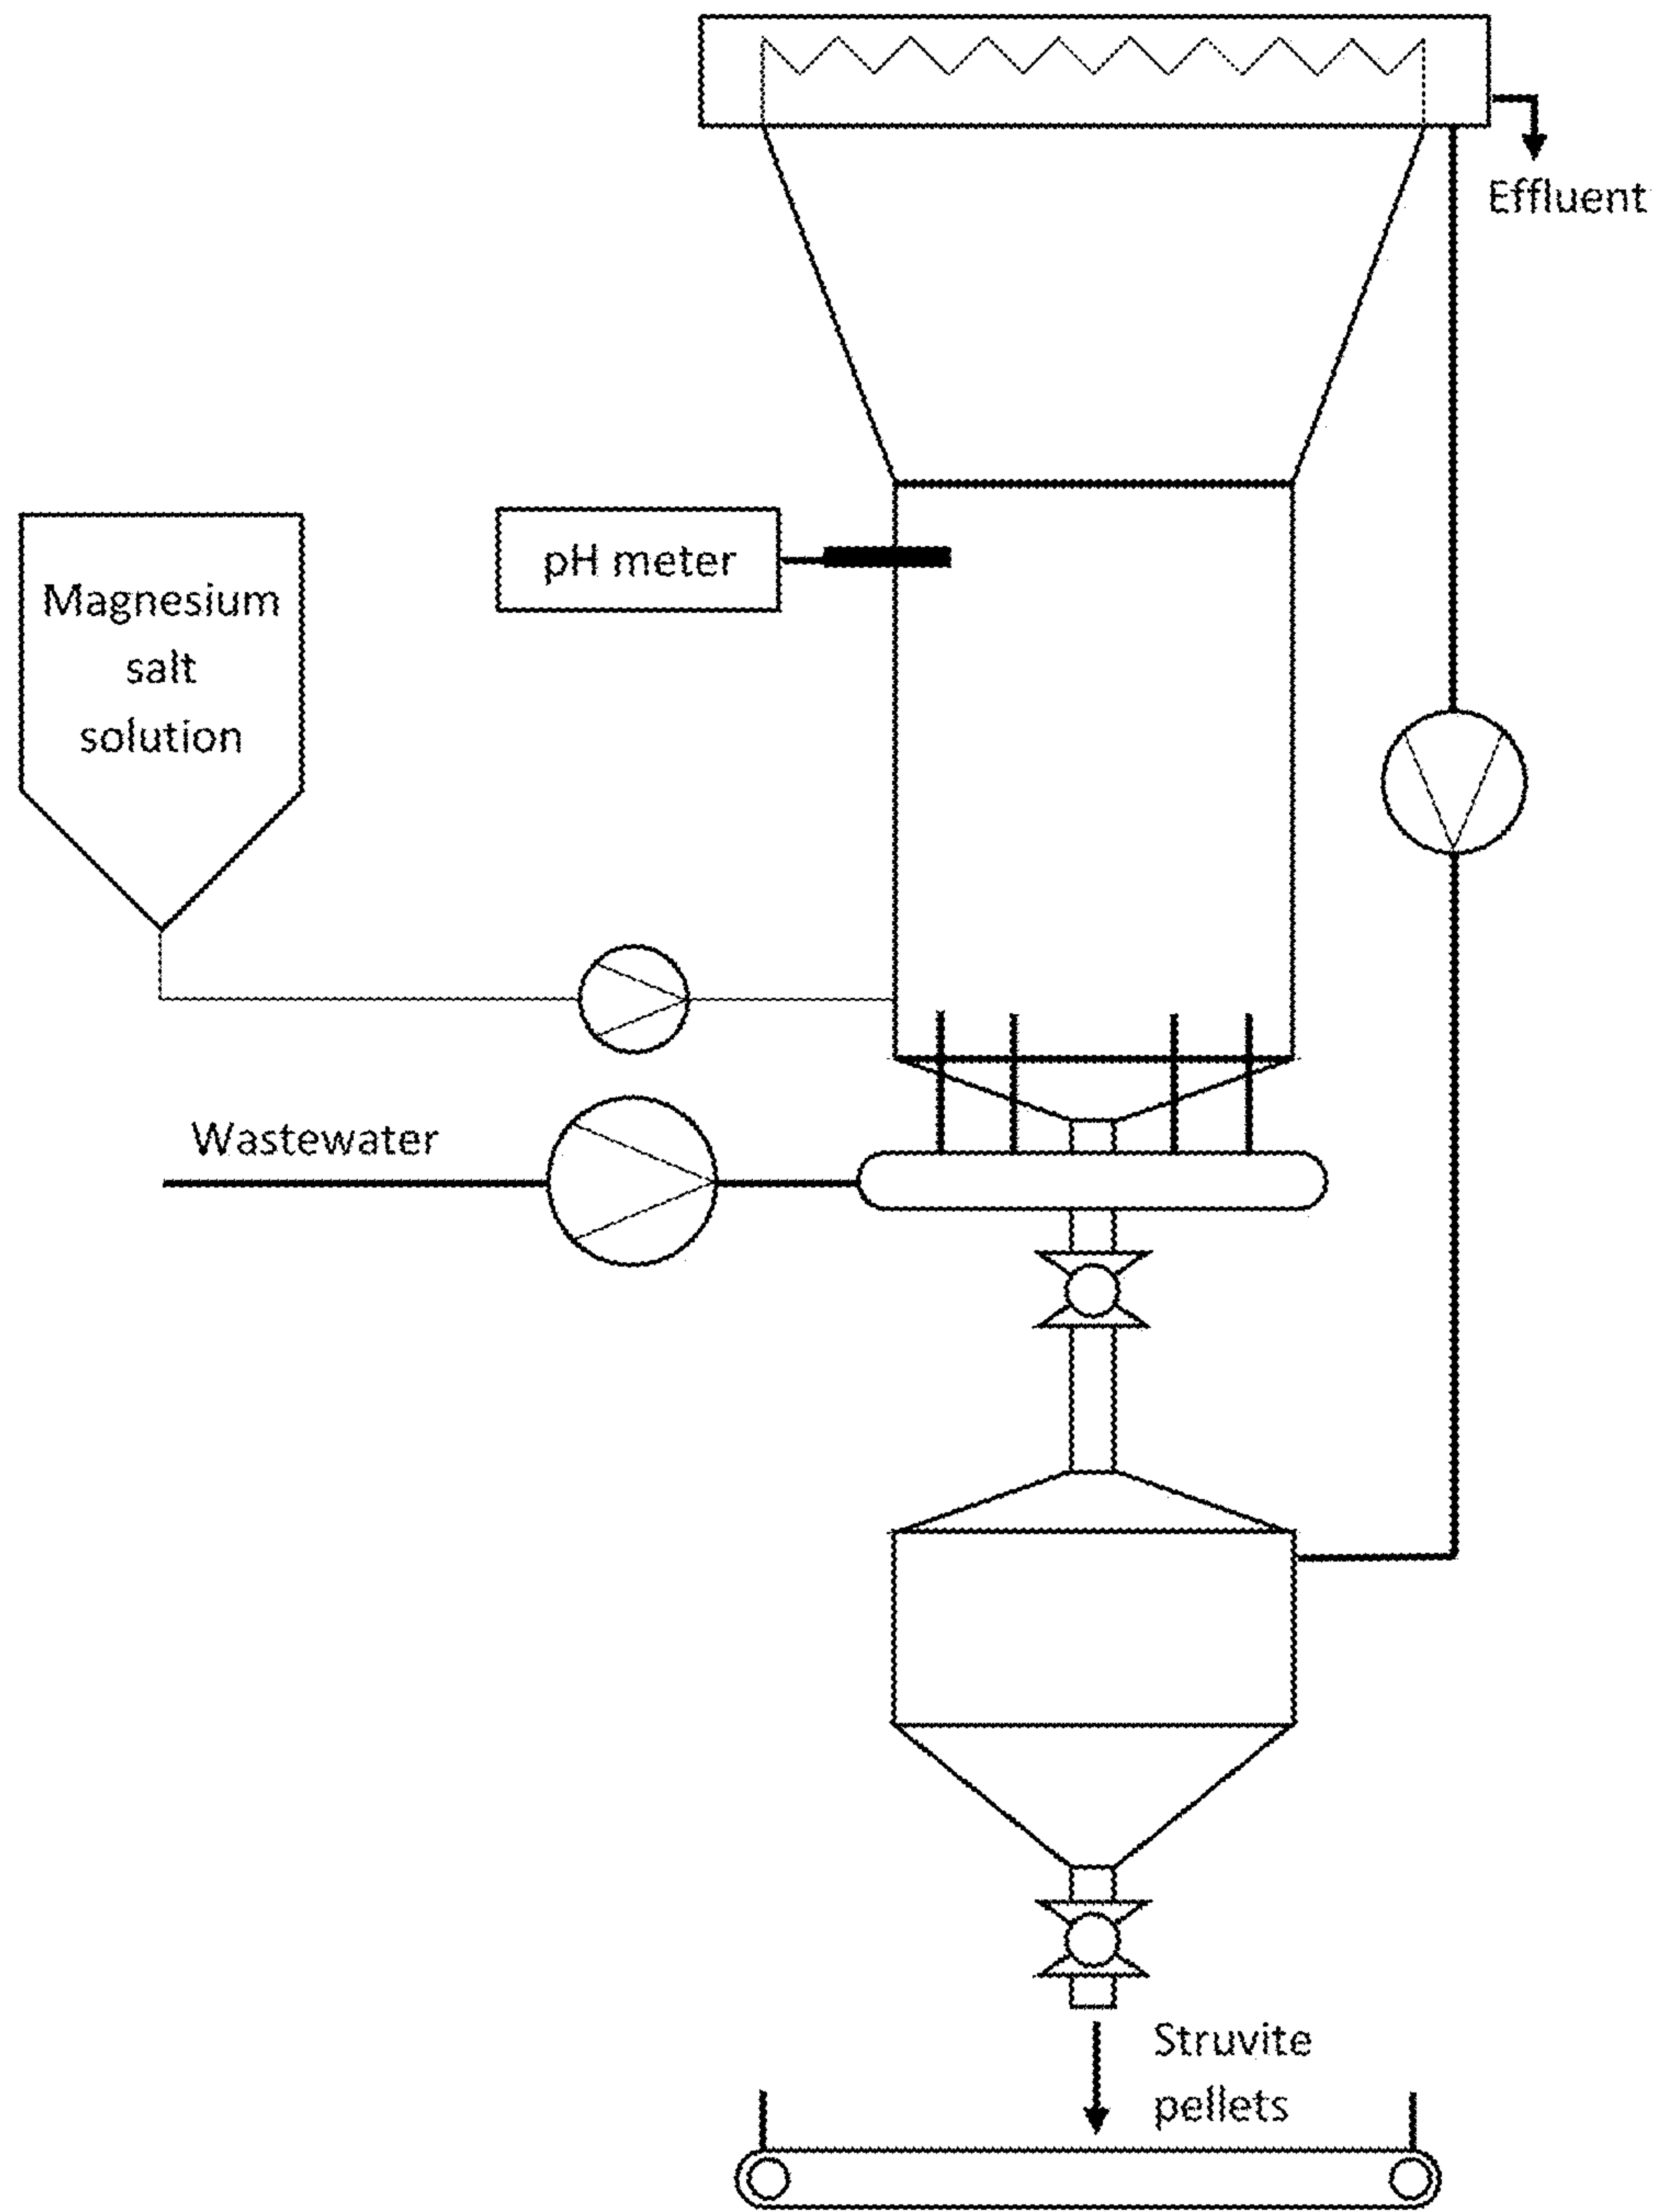 Effluent
pH meter
Magnesium
salt
solution
Wastewater
Struvite
pellets